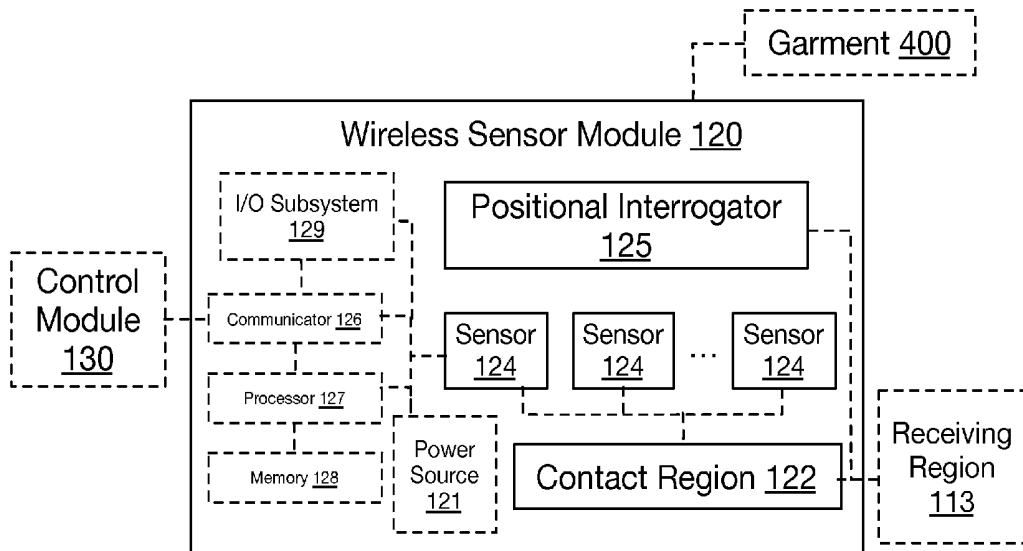 Garment 400
Wireless Sensor Module 120
I/O Subsystem
129
Positional Interrogator
125
Control
Module
130
Communicator 126
Sensor
124
Sensor
124
...
Sensor
124
Processor 127
Power
Source
121
Memory 128
Contact Region 122
Receiving
Region
113